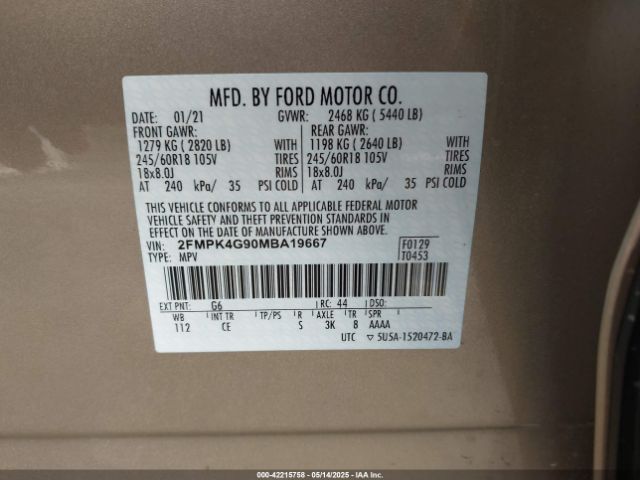 MFD. BY FORD MOTOR CO.
DATE: 01/21 GVWR: 2468 KG ( 5440 LB)
FRONT GAWR: REAR GAWR:
1279 KG ( 2820 LB) WITH 1198 KG ( 2640 LB) WITH
245/60R18 105V TIRES 245/60R18 105V TIRES
18x8.0J RIMS 18x8.0J RIMS
AT 240 kPa/ 35 PSI COLD AT 240 kPa/ 35 PSI COLD
THIS VEHICLE CONFORMS TO ALL APPLICABLE FEDERAL MOTOR
VEHICLE SAFETY AND THEFT PREVENTION STANDARDS IN
EFFECT ON THE DATE OF MANUFACTURE SHOWN ABOVE.
VIN: 2FMPK4G90MBA19667 F0129
TYPE: MPV T0453
EXT PNT: G6 RC: 44 DSO:
WB INT TR TP/PS R AXLE TR SPR
112 CE S 3K 8 AAAA
UTC ▽ 5U5A-1520472-BA
000-42215758 - 05/14/2025 - IAA, Inc.